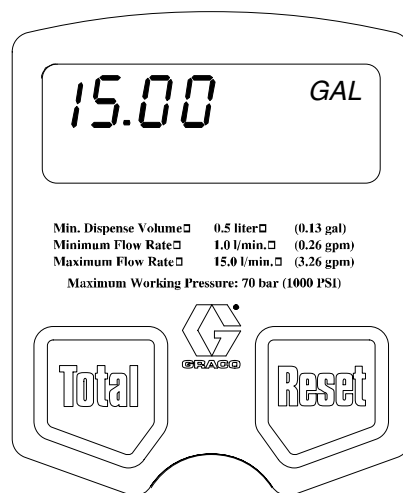 15.00 GAL
Min. Dispense Volume□ 0.5 liter□ (0.13 gal)
Minimum Flow Rate□ 1.0 l/min.□ (0.26 gpm)
Maximum Flow Rate□ 15.0 l/min.□ (3.26 gpm)
Maximum Working Pressure: 70 bar (1000 PSI)
GRACO
Total Reset